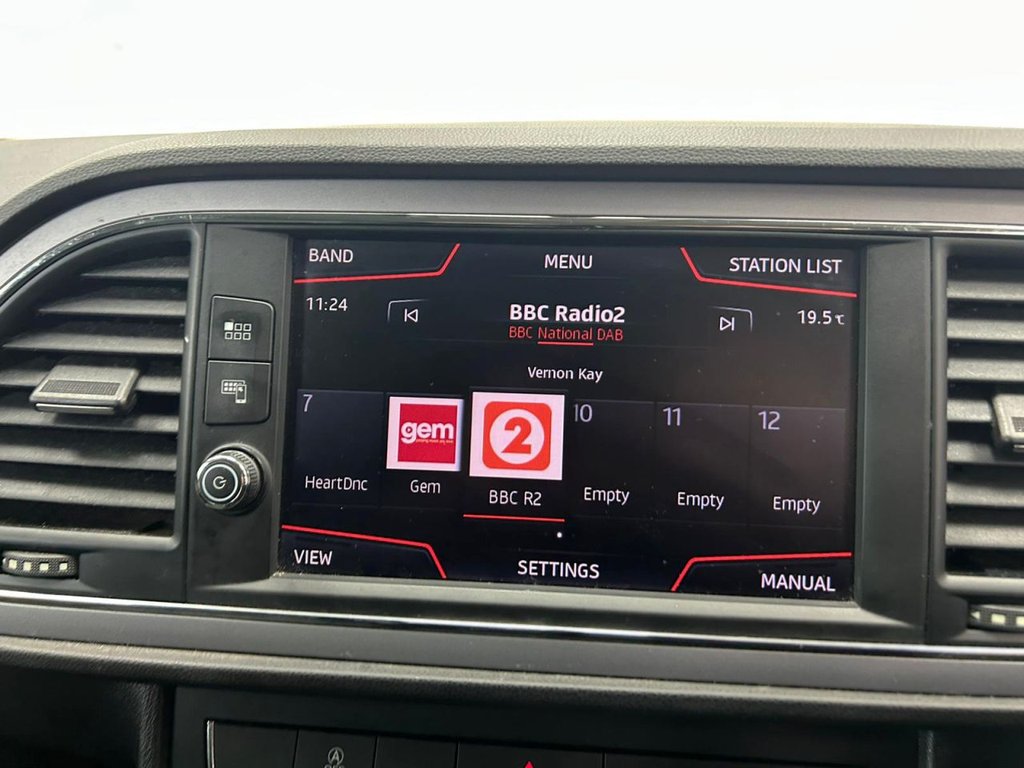 BAND
MENU
STATION LIST
11:24
BBC Radio2
19.5°C
BBC National DAB
Vernon Kay
7
gem
2
10
11
12
HeartDnc
Gem
BBC R2
Empty
Empty
Empty
VIEW
SETTINGS
MANUAL